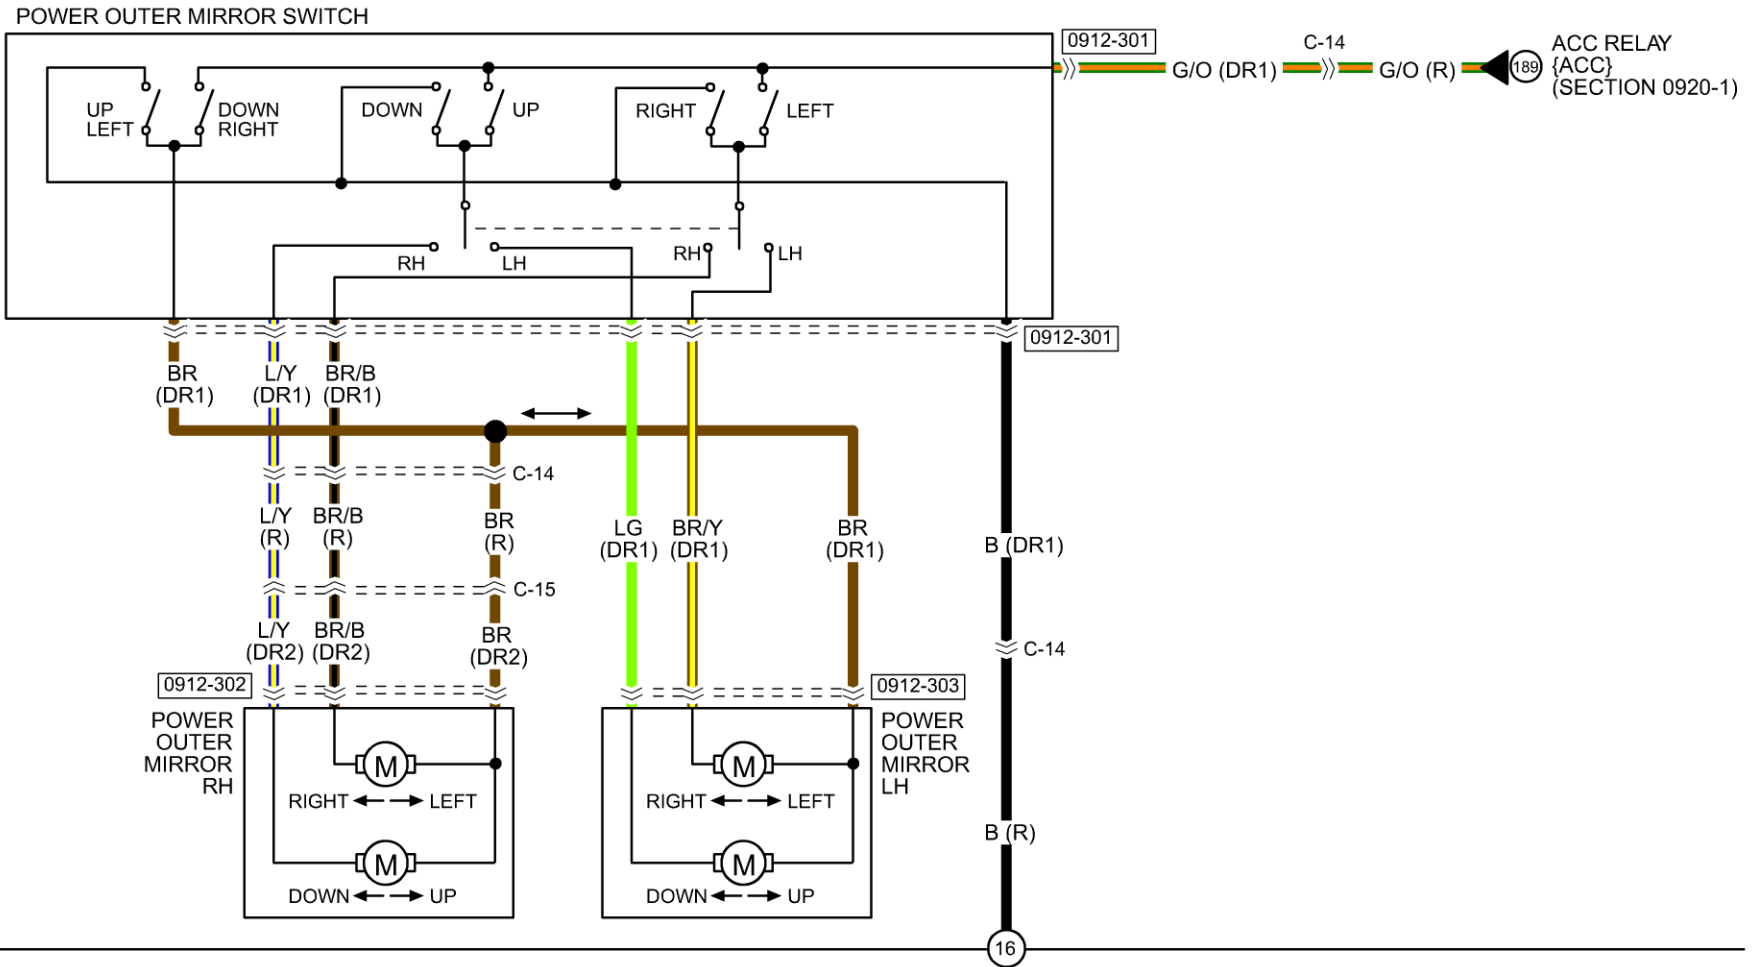 POWER OUTER MIRROR SWITCH
0912-301
C-14
G/O (DR1)
G/O (R)
189
ACC RELAY
{ACC}
(SECTION 0920-1)
UP
LEFT
DOWN
RIGHT
DOWN
UP
RIGHT
LEFT
RH
LH
RH
LH
0912-301
BR
(DR1)
L/Y
(DR1)
BR/B
(DR1)
C-14
L/Y
(R)
BR/B
(R)
BR
(R)
LG
(DR1)
BR/Y
(DR1)
BR
(DR1)
B (DR1)
C-15
L/Y
(DR2)
BR/B
(DR2)
BR
(DR2)
C-14
0912-302
0912-303
POWER
OUTER
MIRROR
RH
M
RIGHT
LEFT
M
DOWN
UP
M
RIGHT
LEFT
M
DOWN
UP
POWER
OUTER
MIRROR
LH
B (R)
16